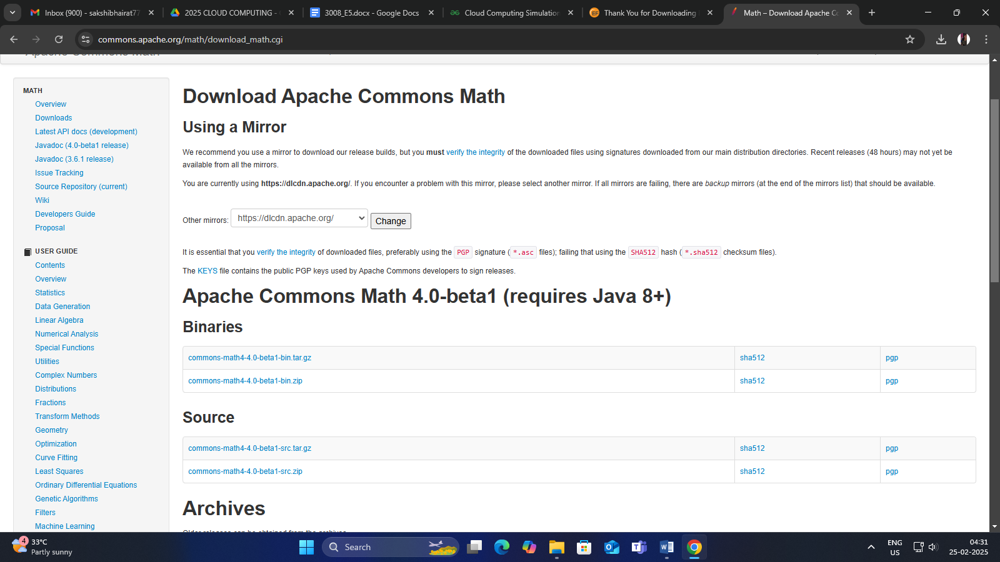 Inbox (900) - sakshibhairat77
2025 CLOUD COMPUTING -
3008_E5.docx - Google Docs
Cloud Computing Simulation
EF
Thank You for Downloading
Math – Download Apache Co
commons.apache.org/math/download_math.cgi
Apache Commons Math
MATH
Overview
Downloads
Latest API docs (development)
Javadoc (4.0-beta1 release)
Javadoc (3.6.1 release)
Issue Tracking
Source Repository (current)
Wiki
Developers Guide
Proposal
USER GUIDE
Contents
Overview
Statistics
Data Generation
Linear Algebra
Numerical Analysis
Special Functions
Utilities
Complex Numbers
Distributions
Fractions
Transform Methods
Geometry
Optimization
Curve Fitting
Least Squares
Ordinary Differential Equations
Genetic Algorithms
Filters
Machine Learning
Download Apache Commons Math
Using a Mirror
We recommend you use a mirror to download our release builds, but you must verify the integrity of the downloaded files using signatures downloaded from our main distribution directories. Recent releases (48 hours) may not yet be
available from all the mirrors.
You are currently using https://dlcdn.apache.org/. If you encounter a problem with this mirror, please select another mirror. If all mirrors are failing, there are backup mirrors (at the end of the mirrors list) that should be available.
Other mirrors: https://dlcdn.apache.org/ Change
It is essential that you verify the integrity of downloaded files, preferably using the PGP signature (*.asc files); failing that using the SHA512 hash (*.sha512 checksum files).
The KEYS file contains the public PGP keys used by Apache Commons developers to sign releases.
Apache Commons Math 4.0-beta1 (requires Java 8+)
Binaries
commons-math4-4.0-beta1-bin.tar.gz sha512 pgp
commons-math4-4.0-beta1-bin.zip sha512 pgp
Source
commons-math4-4.0-beta1-src.tar.gz sha512 pgp
commons-math4-4.0-beta1-src.zip sha512 pgp
Archives
Older releases can be obtained from the archives.
4
33°C
Partly sunny
Search
ENG
US
04:31
25-02-2025